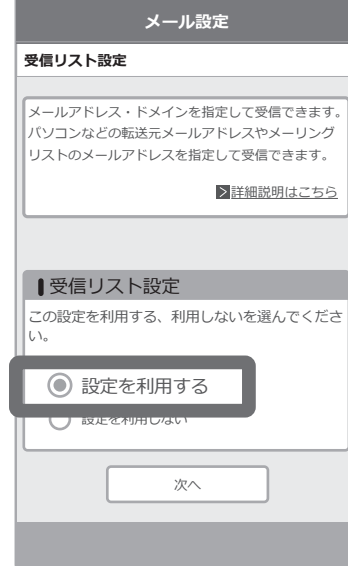 メール設定
受信リスト設定
メールアドレス・ドメインを指定して受信できます。
パソコンなどの転送元メールアドレスやメーリング
リストのメールアドレスを指定して受信できます。
詳細説明はこちら
受信リスト設定
この設定を利用する、利用しないを選んでくださ
い。
設定を利用する
設定を利用しない
次へ